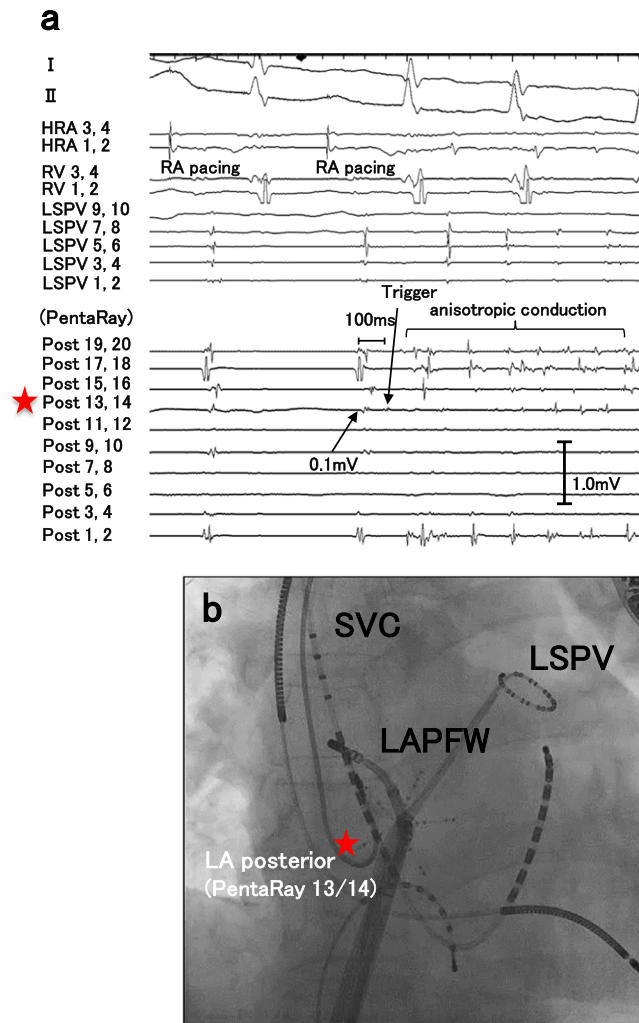 a
I
II
HRA 3, 4
HRA 1, 2
RA pacing RA pacing
RV 3, 4
RV 1, 2
LSPV 9, 10
LSPV 7, 8
LSPV 5, 6
LSPV 3, 4
LSPV 1, 2
Trigger
(PentaRay)
100ms
anisotropic conduction
Post 19, 20
Post 17, 18
Post 15, 16
Post 13, 14
Post 11, 12
Post 9, 10
0.1mV
Post 7, 8
1.0mV
Post 5, 6
Post 3, 4
Post 1, 2
b
SVC
LSPV
LAPFW
LA posterior
(PentaRay 13/14)